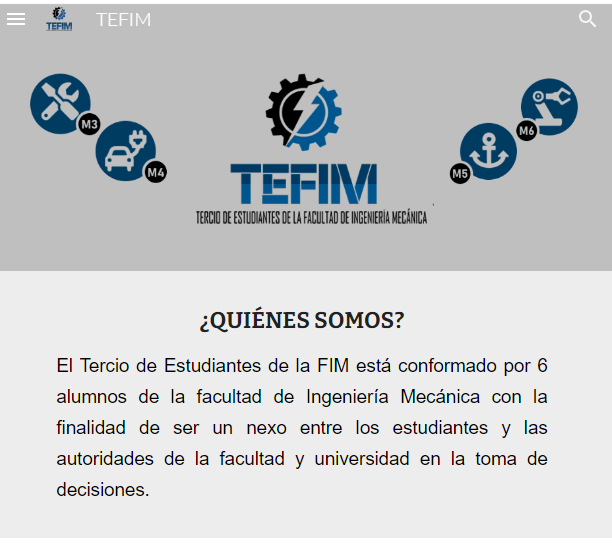 TEFIM
TEFIM
M3
M4
M6
M5
TEFIM
TERCIO DE ESTUDIANTES DE LA FACULTAD DE INGENIERÍA MECÁNICA
¿QUIÉNES SOMOS?
El Tercio de Estudiantes de la FIM está conformado por 6
alumnos de la facultad de Ingeniería Mecánica con la
finalidad de ser un nexo entre los estudiantes y las
autoridades de la facultad y universidad en la toma de
decisiones.